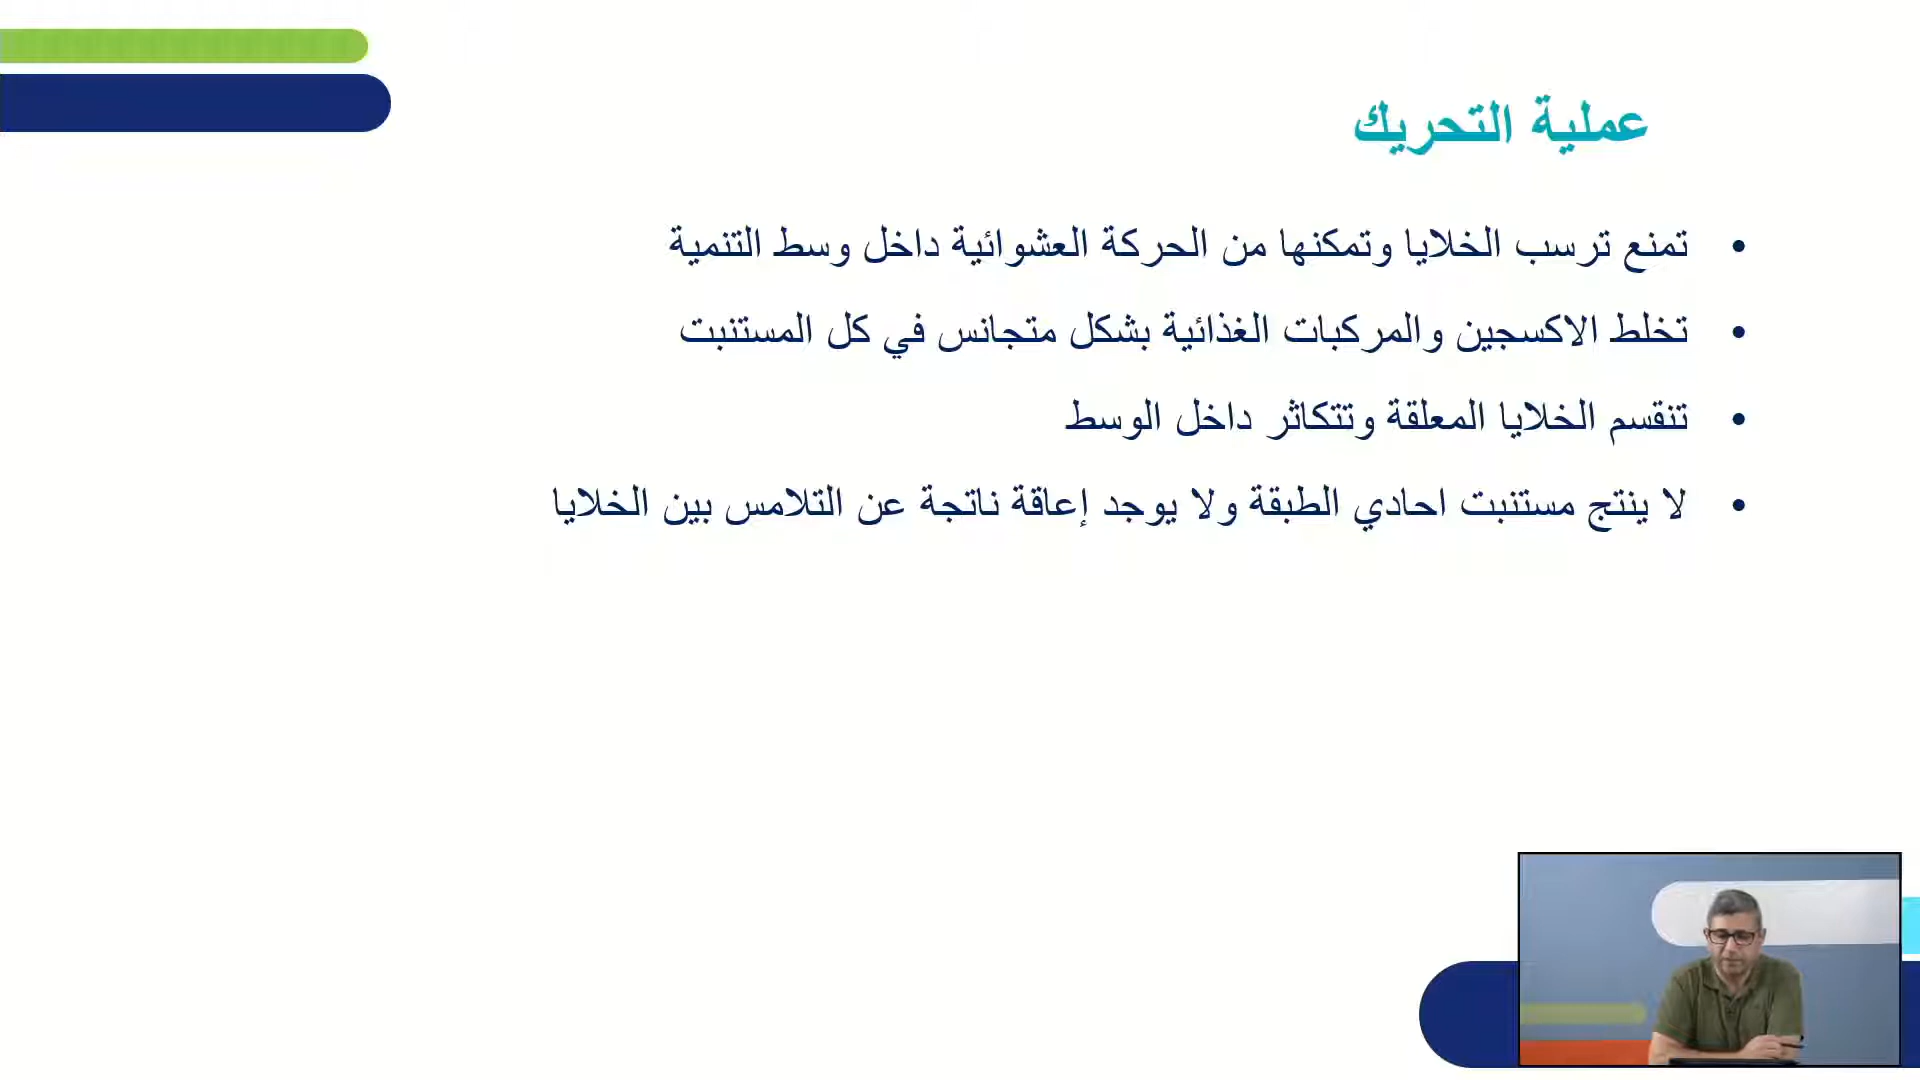 عملية التحريك
• تمنع ترسب الخلايا وتمكنها من الحركة العشوائية داخل وسط التنمية
• تخلط الاكسجين والمركبات الغذائية بشكل متجانس في كل المستنبت
• تنقسم الخلايا المعلقة وتتكاثر داخل الوسط
• لا ينتج مستنبت احادي الطبقة ولا يوجد إعاقة ناتجة عن التلامس بين الخلايا